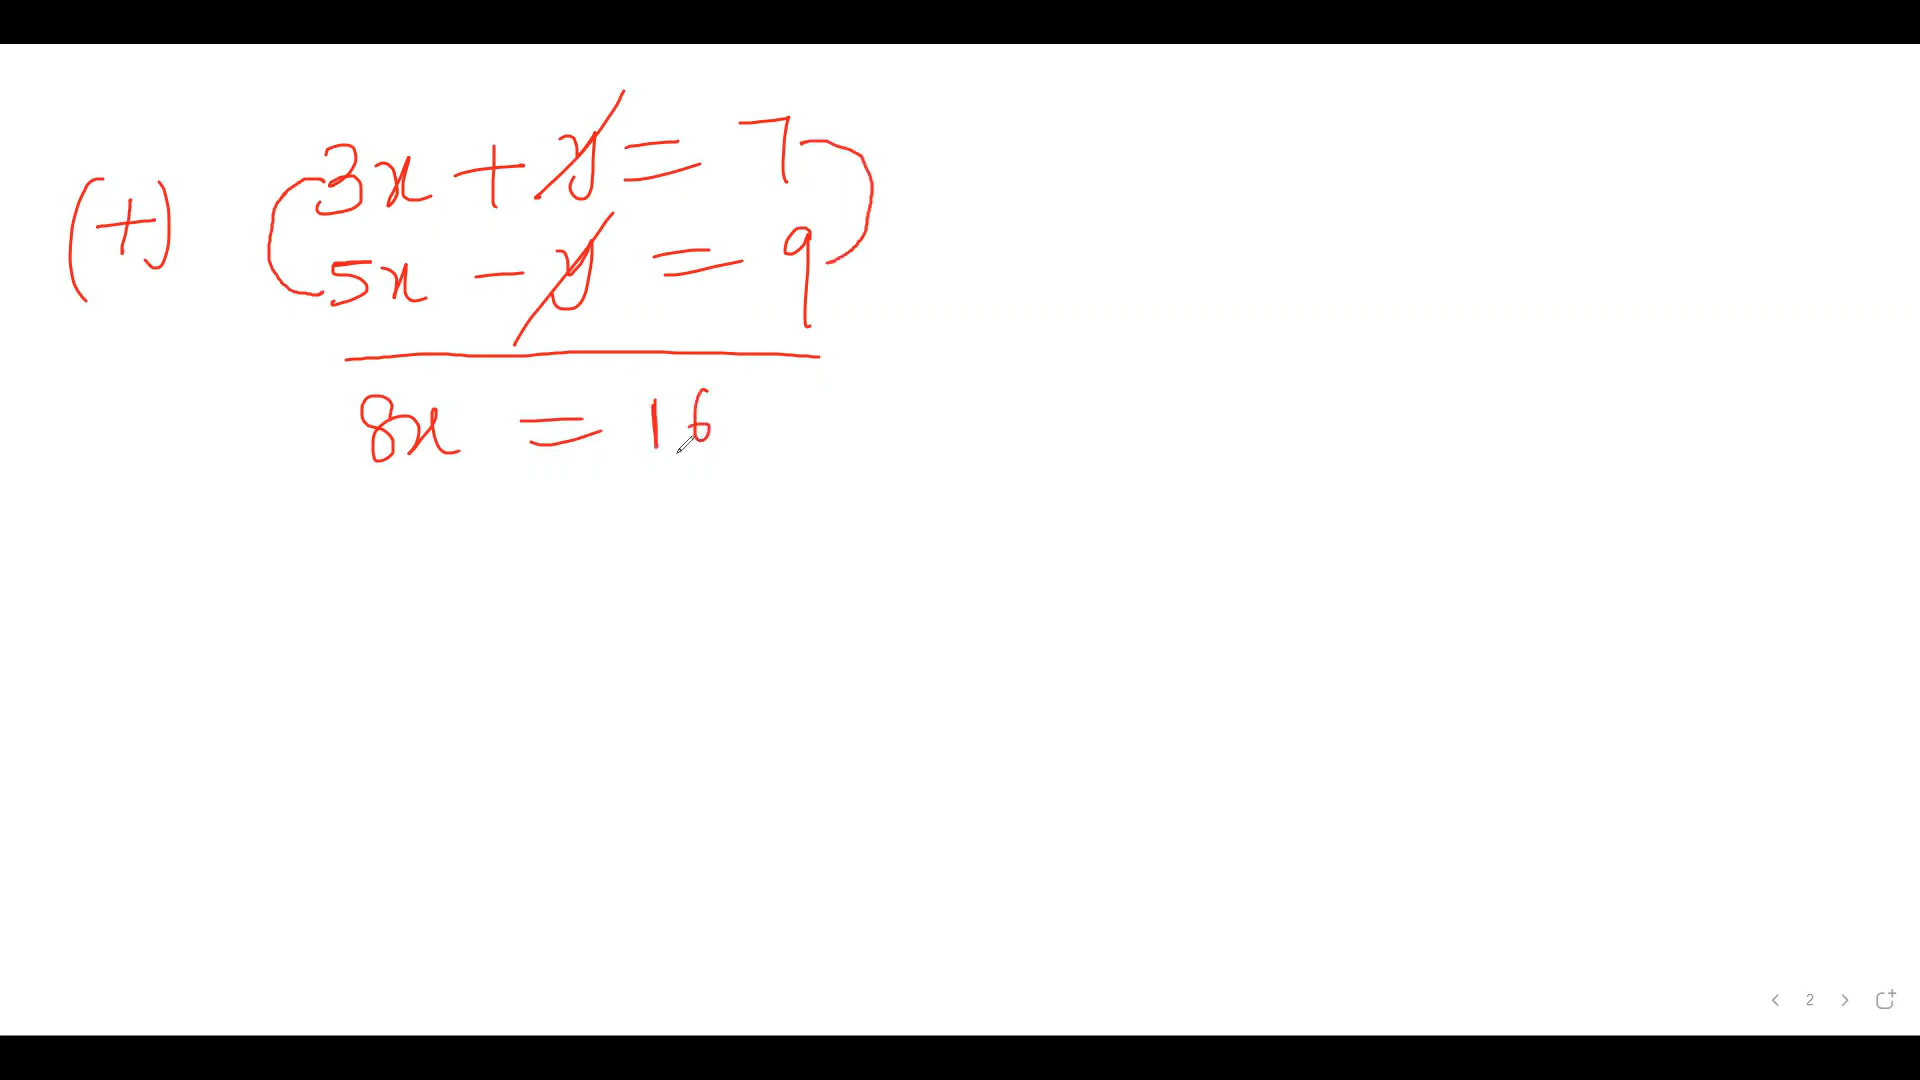 (+) 3x + y = 7
5x - y = 9
8x = 16
2